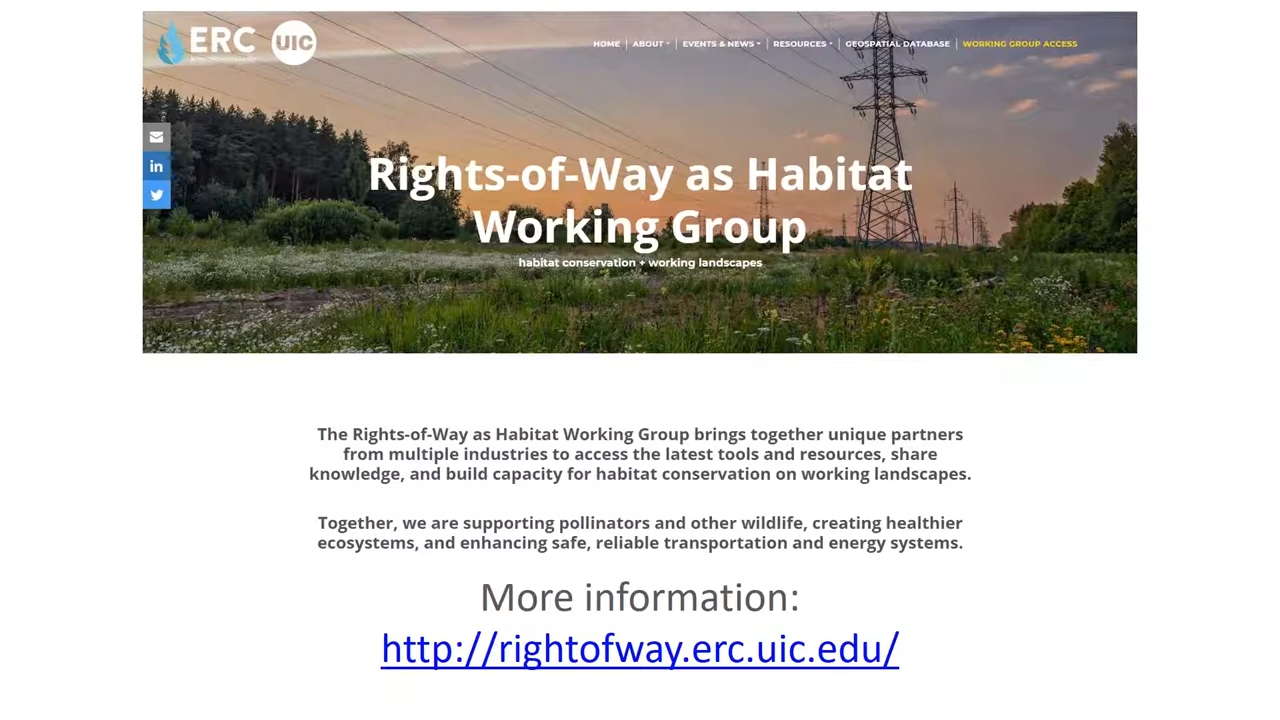 ERC UIC
HOME ABOUT EVENTS & NEWS RESOURCES GEOSPATIAL DATABASE WORKING GROUP ACCESS
in
Rights-of-Way as Habitat
Working Group
habitat conservation + working landscapes
The Rights-of-Way as Habitat Working Group brings together unique partners
from multiple industries to access the latest tools and resources, share
knowledge, and build capacity for habitat conservation on working landscapes.
Together, we are supporting pollinators and other wildlife, creating healthier
ecosystems, and enhancing safe, reliable transportation and energy systems.
More information:
http://rightofway.erc.uic.edu/